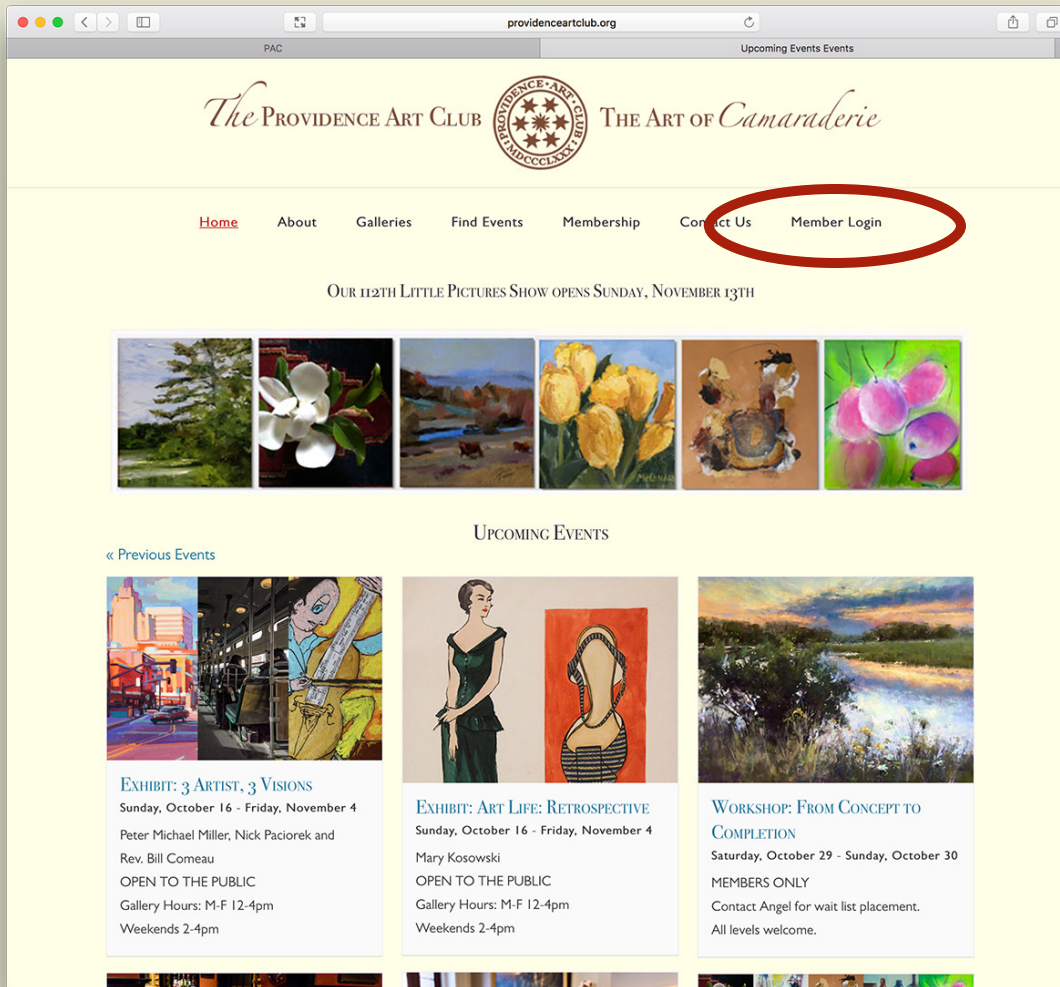 providenceartclub.org
PAC
Upcoming Events Events
The Providence Art Club
PROVIDENCE · ART · CLUB · MDCCCLXXX
The Art of Camaraderie
Home About Galleries Find Events Membership Contact Us Member Login
Our 112th Little Pictures Show opens Sunday, November 13th
Upcoming Events
« Previous Events
Exhibit: 3 Artist, 3 Visions
Sunday, October 16 - Friday, November 4
Peter Michael Miller, Nick Paciorek and
Rev. Bill Comeau
OPEN TO THE PUBLIC
Gallery Hours: M-F 12-4pm
Weekends 2-4pm
Exhibit: Art Life: Retrospective
Sunday, October 16 - Friday, November 4
Mary Kosowski
OPEN TO THE PUBLIC
Gallery Hours: M-F 12-4pm
Weekends 2-4pm
Workshop: From Concept to
Completion
Saturday, October 29 - Sunday, October 30
MEMBERS ONLY
Contact Angel for wait list placement.
All levels welcome.